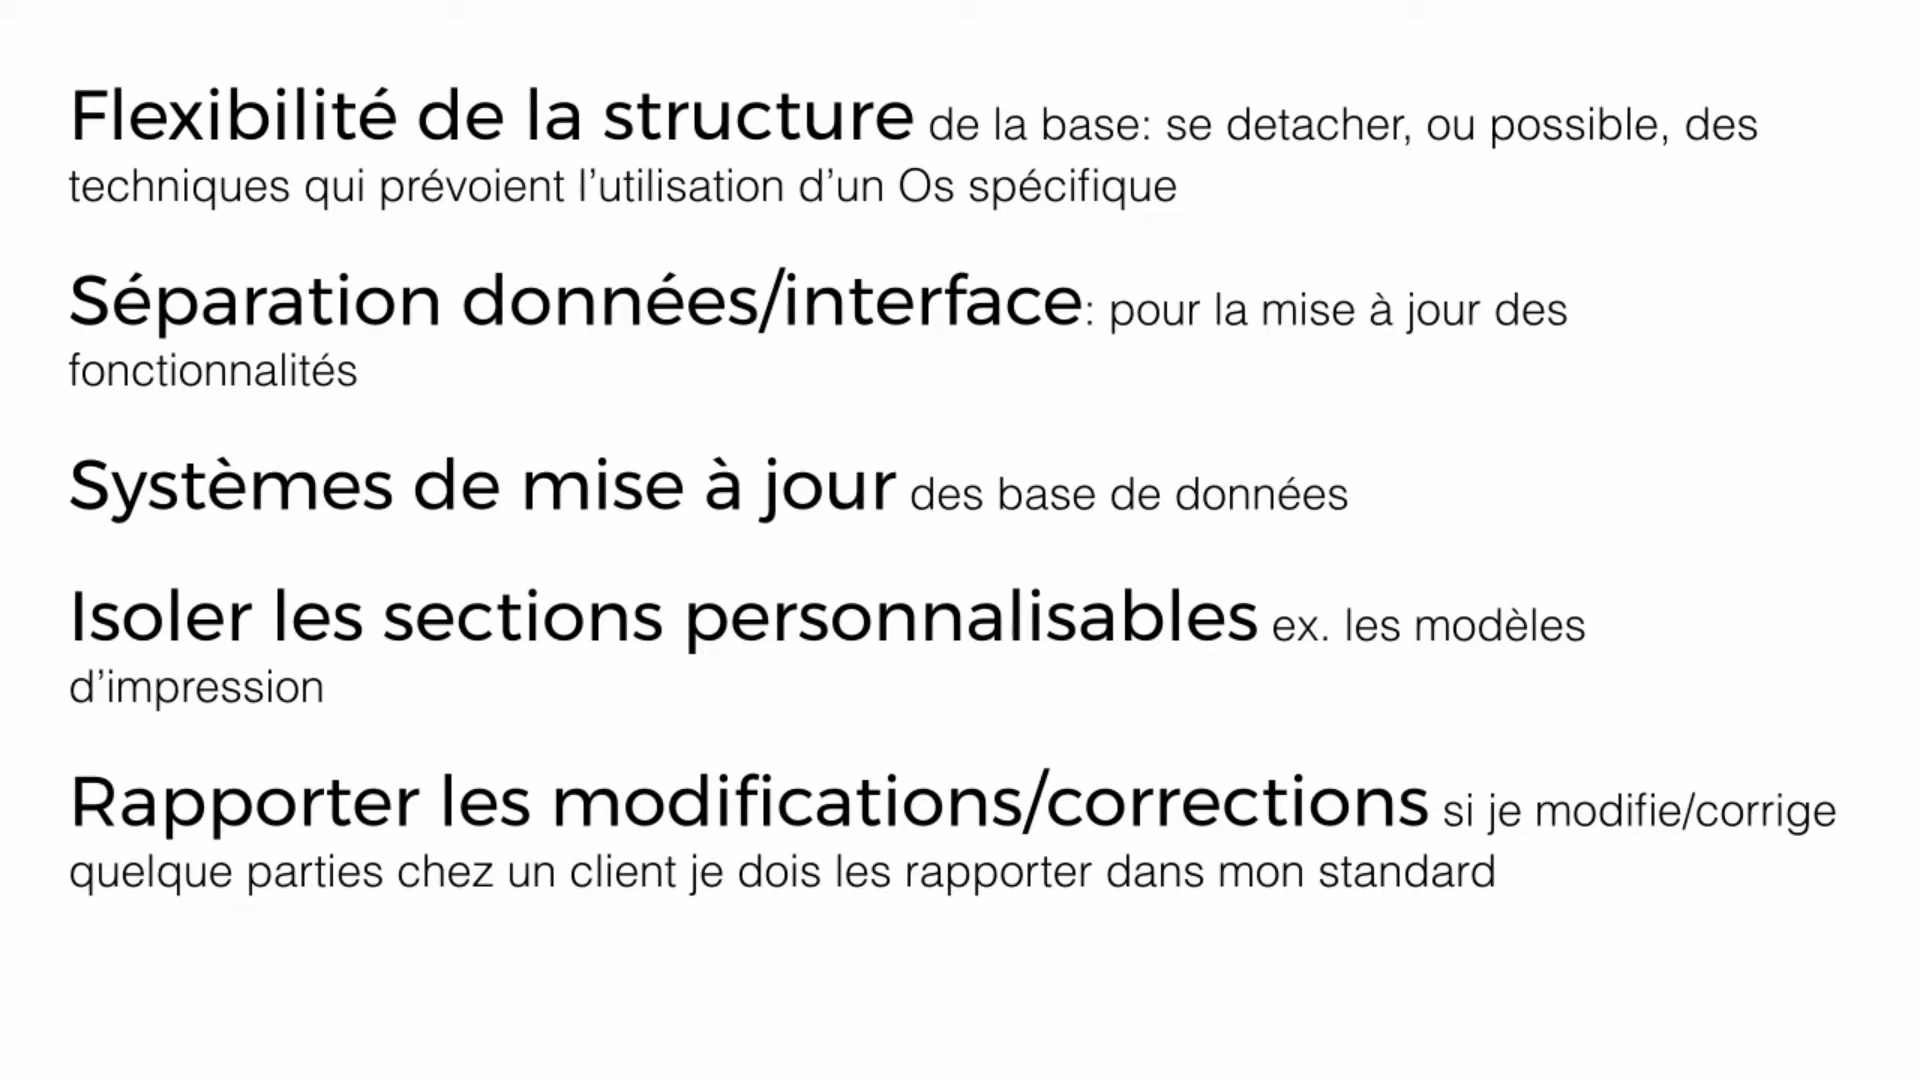 Flexibilité de la structure de la base: se detacher, ou possible, des
techniques qui prévoient l’utilisation d’un Os spécifique
Séparation données/interface: pour la mise à jour des
fonctionnalités
Systèmes de mise à jour des base de données
Isoler les sections personnalisables ex. les modèles
d’impression
Rapporter les modifications/corrections si je modifie/corrige
quelque parties chez un client je dois les rapporter dans mon standard